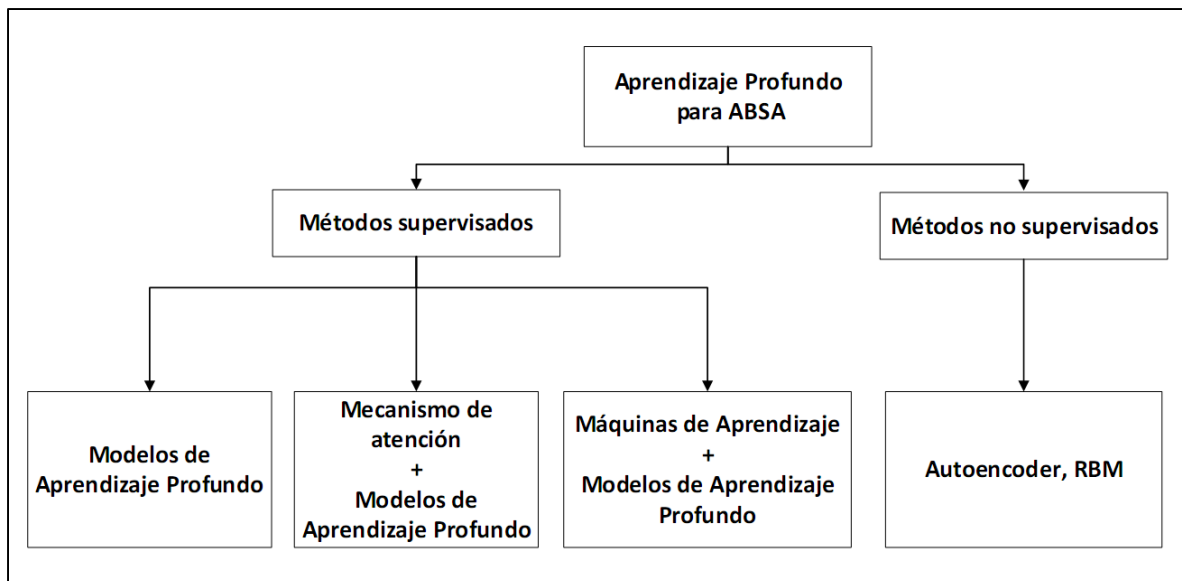 Aprendizaje Profundo
para ABSA
Métodos supervisados
Métodos no supervisados
Modelos de
Aprendizaje Profundo
Mecanismo de
atención
+
Modelos de
Aprendizaje Profundo
Máquinas de Aprendizaje
+
Modelos de Aprendizaje
Profundo
Autoencoder, RBM